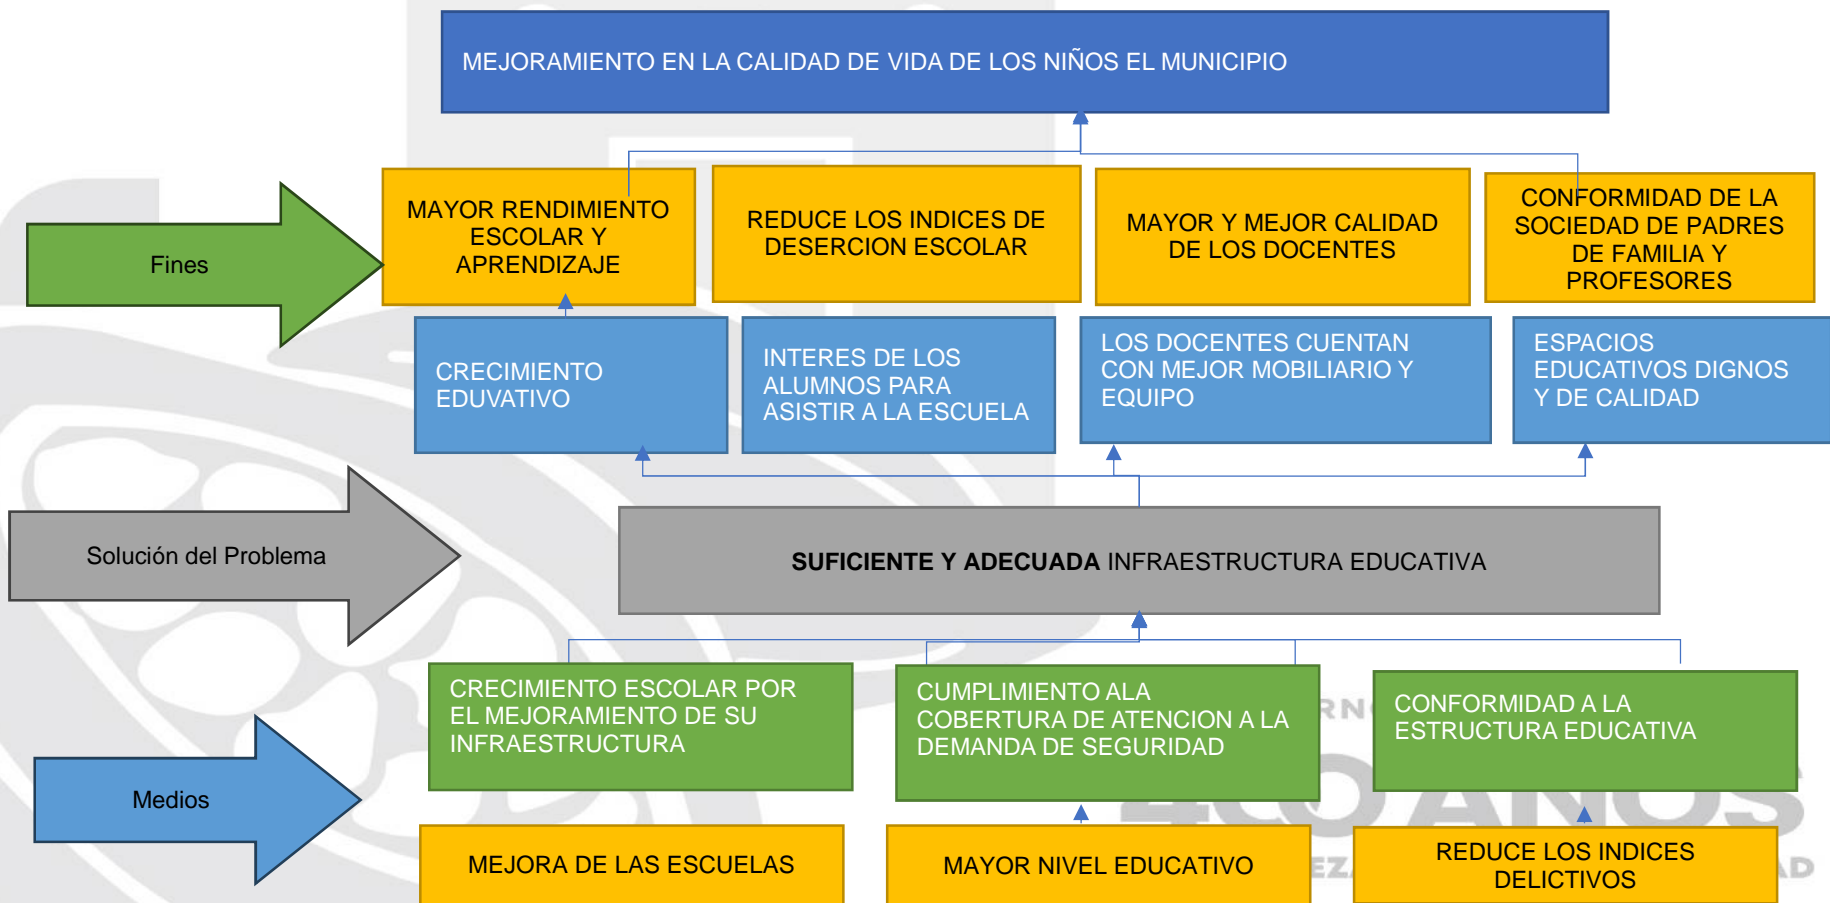 MEJORAMIENTO EN LA CALIDAD DE VIDA DE LOS NIÑOS EL MUNICIPIO
Fines
MAYOR RENDIMIENTO
ESCOLAR Y
APRENDIZAJE
REDUCE LOS INDICES DE
DESERCION ESCOLAR
MAYOR Y MEJOR CALIDAD
DE LOS DOCENTES
CONFORMIDAD DE LA
SOCIEDAD DE PADRES
DE FAMILIA Y
PROFESORES
CRECIMIENTO
EDUVATIVO
INTERES DE LOS
ALUMNOS PARA
ASISTIR A LA ESCUELA
LOS DOCENTES CUENTAN
CON MEJOR MOBILIARIO Y
EQUIPO
ESPACIOS
EDUCATIVOS DIGNOS
Y DE CALIDAD
Solución del Problema
SUFICIENTE Y ADECUADA INFRAESTRUCTURA EDUCATIVA
Medios
CRECIMIENTO ESCOLAR POR
EL MEJORAMIENTO DE SU
INFRAESTRUCTURA
CUMPLIMIENTO ALA
COBERTURA DE ATENCION A LA
DEMANDA DE SEGURIDAD
CONFORMIDAD A LA
ESTRUCTURA EDUCATIVA
400 AÑOS
MEJORA DE LAS ESCUELAS
MAYOR NIVEL EDUCATIVO
REDUCE LOS INDICES
DELICTIVOS